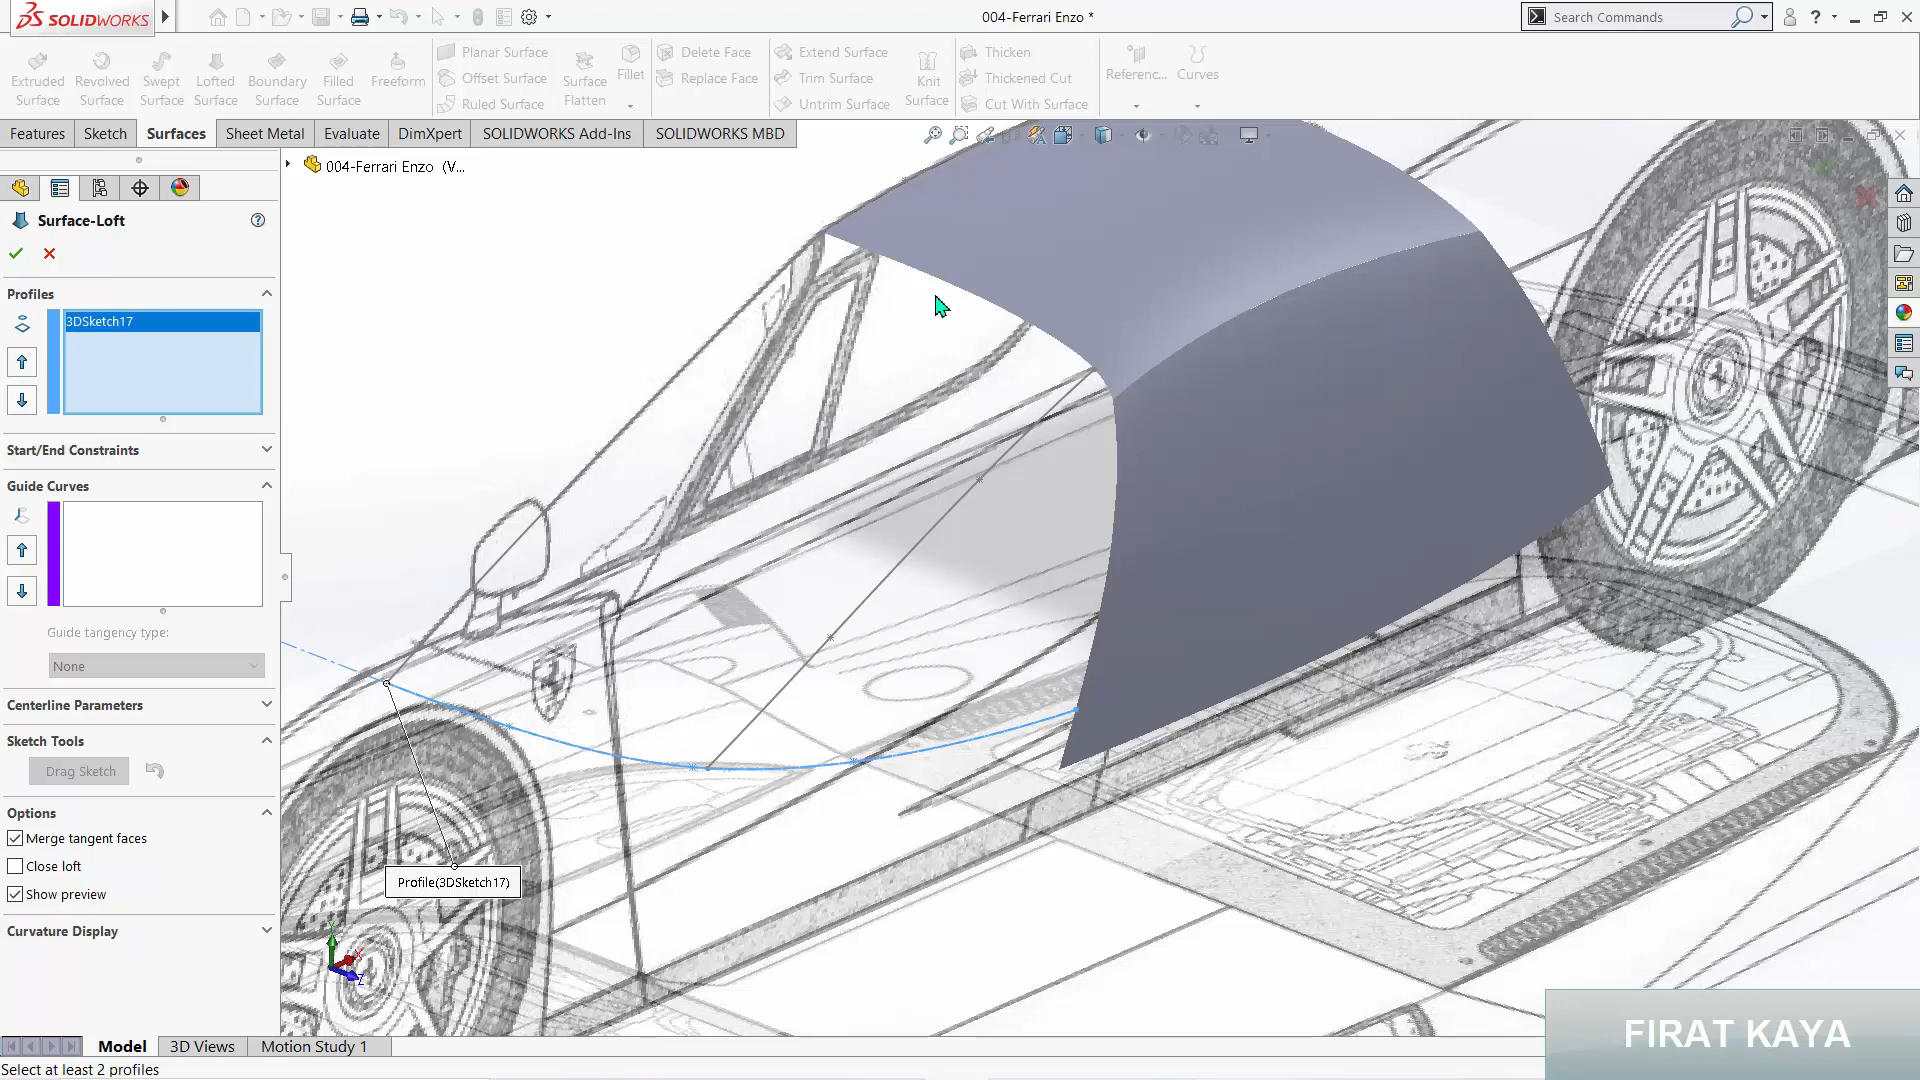 SOLIDWORKS
004-Ferrari Enzo *
Search Commands
Extruded Surface
Revolved Surface
Swept Surface
Lofted Surface
Boundary Surface
Filled Surface
Freeform
Planar Surface
Offset Surface
Ruled Surface
Surface Flatten
Fillet
Delete Face
Replace Face
Extend Surface
Trim Surface
Untrim Surface
Knit Surface
Thicken
Thickened Cut
Cut With Surface
Referenc...
Curves
Features
Sketch
Surfaces
Sheet Metal
Evaluate
DimXpert
SOLIDWORKS Add-Ins
SOLIDWORKS MBD
004-Ferrari Enzo (V...
Surface-Loft
Profiles
3DSketch17
Start/End Constraints
Guide Curves
Guide tangency type:
None
Centerline Parameters
Sketch Tools
Drag Sketch
Options
Merge tangent faces
Close loft
Show preview
Curvature Display
Profile(3DSketch17)
Model
3D Views
Motion Study 1
Select at least 2 profiles
FIRAT KAYA